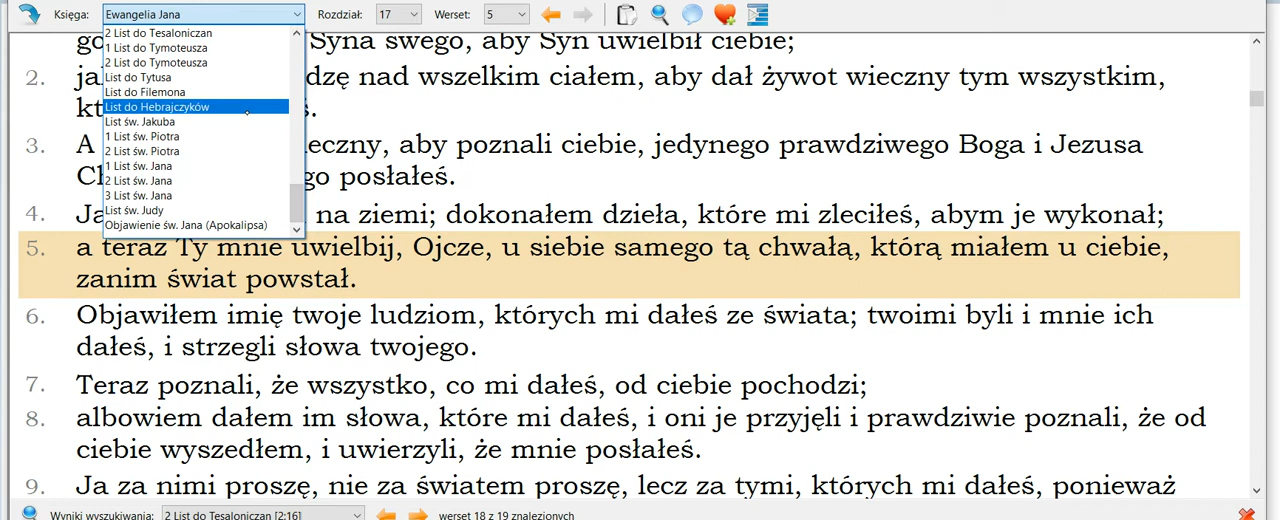 Księga: Ewangelia Jana Rozdział: 17 Werset: 5
2 List do Tesaloniczan
1 List do Tymoteusza
2 List do Tymoteusza
List do Tytusa
List do Filemona
List do Hebrajczyków
List św. Jakuba
1 List św. Piotra
2 List św. Piotra
1 List św. Jana
2 List św. Jana
3 List św. Jana
List św. Judy
Objawienie św. Jana (Apokalipsa)
Syna swego, aby Syn uwielbił ciebie;
2. nad wszelkim ciałem, aby dał żywot wieczny tym wszystkim,
3. A aby poznali ciebie, jedynego prawdziwego Boga i Jezusa
posłałeś.
4. na ziemi; dokonałem dzieła, które mi zleciłeś, abym je wykonał;
5. a teraz Ty mnie uwielbij, Ojcze, u siebie samego tą chwałą, którą miałem u ciebie,
zanim świat powstał.
6. Objawiłem imię twoje ludziom, których mi dałeś ze świata; twoimi byli i mnie ich
dałeś, i strzegli słowa twojego.
7. Teraz poznali, że wszystko, co mi dałeś, od ciebie pochodzi;
8. albowiem dałem im słowa, które mi dałeś, i oni je przyjęli i prawdziwie poznali, że od
ciebie wyszedłem, i uwierzyli, że mnie posłałeś.
9. Ja za nimi proszę, nie za światem proszę, lecz za tymi, których mi dałeś, ponieważ
Wyniki wyszukiwania: 2 List do Tesaloniczan [2:16] werset 18 z 19 znalezionych